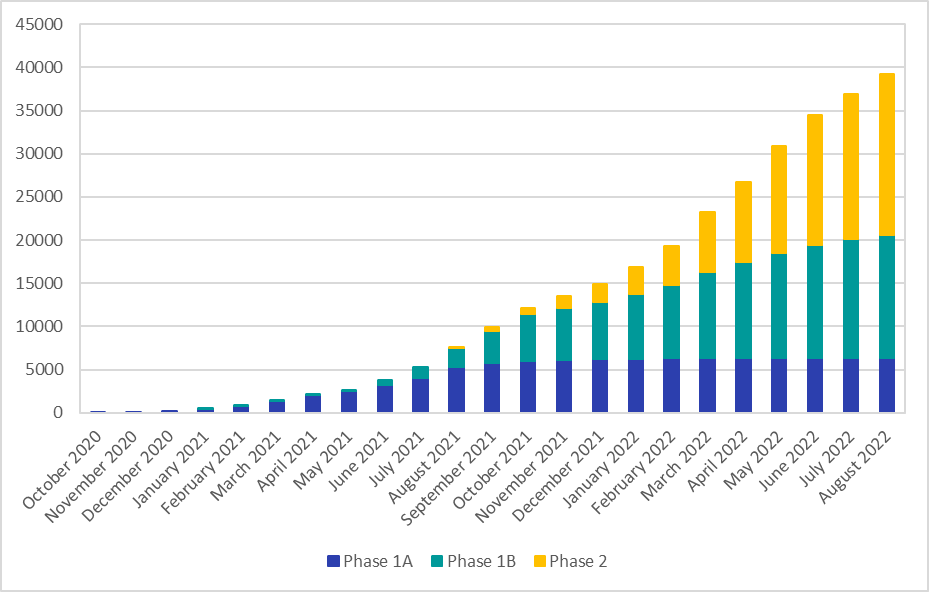 45000
40000
35000
30000
25000
20000
15000
10000
5000
0
October 2020
November 2020
December 2020
January 2021
February 2021
March 2021
April 2021
May 2021
June 2021
July 2021
August 2021
September 2021
October 2021
November 2021
December 2021
January 2022
February 2022
March 2022
April 2022
May 2022
June 2022
July 2022
August 2022
Phase 1A Phase 1B Phase 2